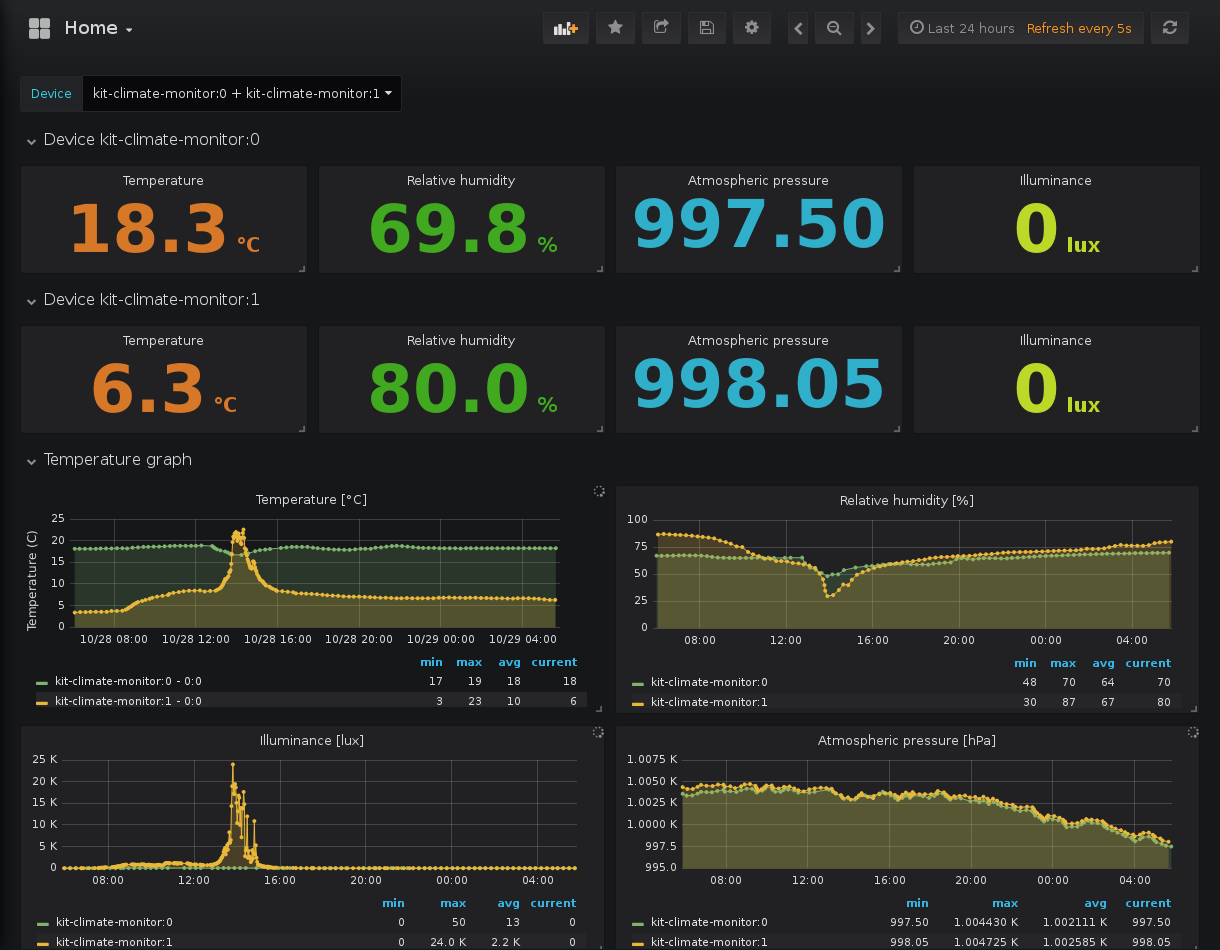 Home
Last 24 hours Refresh every 5s
Device kit-climate-monitor:0 + kit-climate-monitor:1
Device kit-climate-monitor:0
Temperature Relative humidity Atmospheric pressure Illuminance
18.3 °C 69.8 % 997.50 0 lux
Device kit-climate-monitor:1
Temperature Relative humidity Atmospheric pressure Illuminance
6.3 °C 80.0 % 998.05 0 lux
Temperature graph
Temperature [°C]
Temperature (C)
25
20
15
10
5
0
10/28 08:00 10/28 12:00 10/28 16:00 10/28 20:00 10/29 00:00 10/29 04:00
min max avg current
kit-climate-monitor:0 - 0:0 17 19 18 18
kit-climate-monitor:1 - 0:0 3 23 10 6
Relative humidity [%]
100
75
50
25
0
08:00 12:00 16:00 20:00 00:00 04:00
min max avg current
kit-climate-monitor:0 48 70 64 70
kit-climate-monitor:1 30 87 67 80
Illuminance [lux]
25 K
20 K
15 K
10 K
5 K
0
08:00 12:00 16:00 20:00 00:00 04:00
min max avg current
kit-climate-monitor:0 0 50 13 0
kit-climate-monitor:1 0 24.0 K 2.2 K 0
Atmospheric pressure [hPa]
1.0075 K
1.0050 K
1.0025 K
1.0000 K
997.5
995.0
08:00 12:00 16:00 20:00 00:00 04:00
min max avg current
kit-climate-monitor:0 997.50 1.004430 K 1.002111 K 997.50
kit-climate-monitor:1 998.05 1.004725 K 1.002585 K 998.05